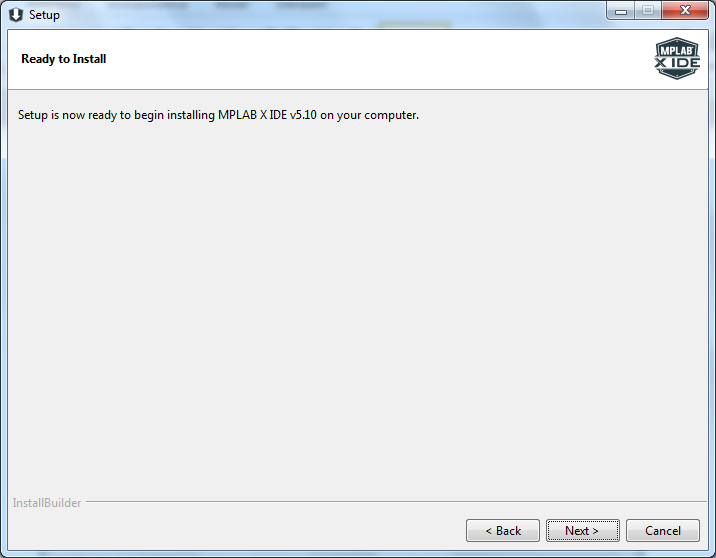 Setup
Ready to Install
MPLAB
X IDE
Setup is now ready to begin installing MPLAB X IDE v5.10 on your computer.
InstallBuilder
< Back
Next >
Cancel